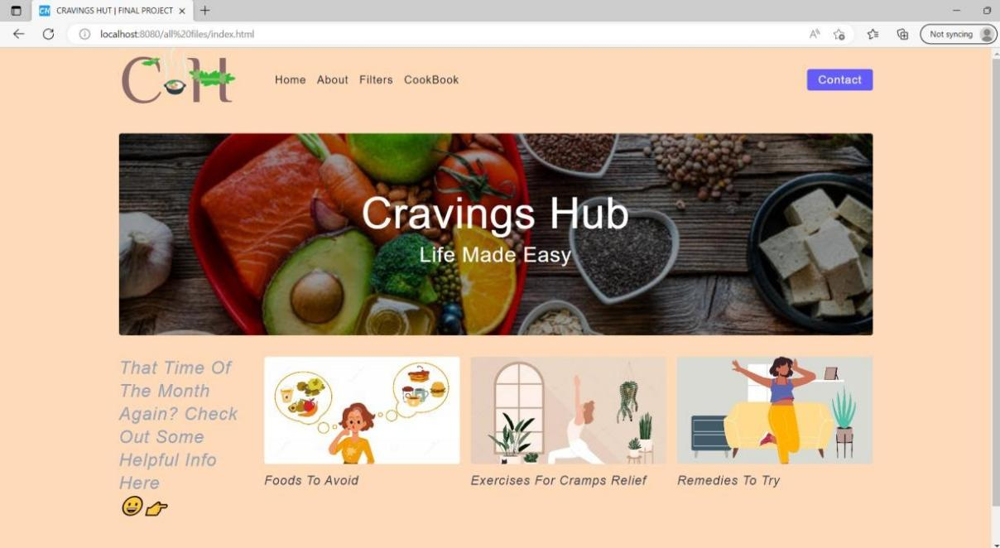 CRAVINGS HUT | FINAL PROJECT
localhost:8080/all%20files/index.html
Not syncing
C H
Home About Filters CookBook
Contact
Cravings Hub
Life Made Easy
That Time Of
The Month
Again? Check
Out Some
Helpful Info
Here
😀👉
Foods To Avoid
Exercises For Cramps Relief
Remedies To Try